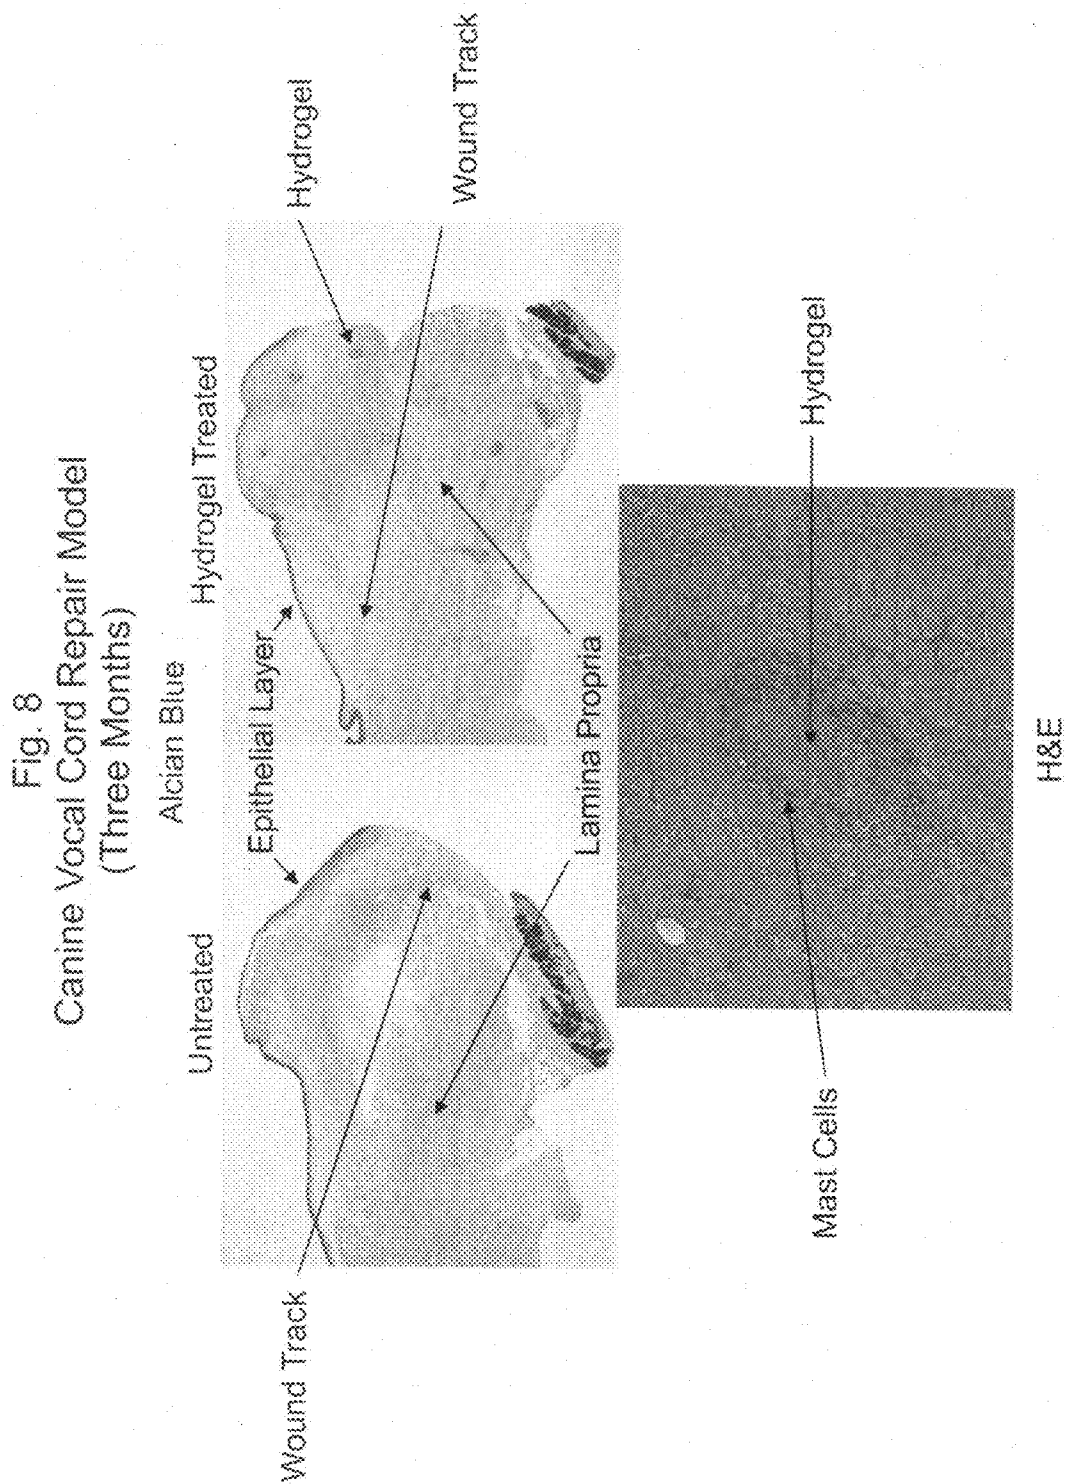 Fig. 8
Canine Vocal Cord Repair Model
(Three Months)
Alcian Blue
Untreated
Hydrogel Treated
Wound Track
Epithelial Layer
Hydrogel
Wound Track
Lamina Propria
Mast Cells
Hydrogel
H&E